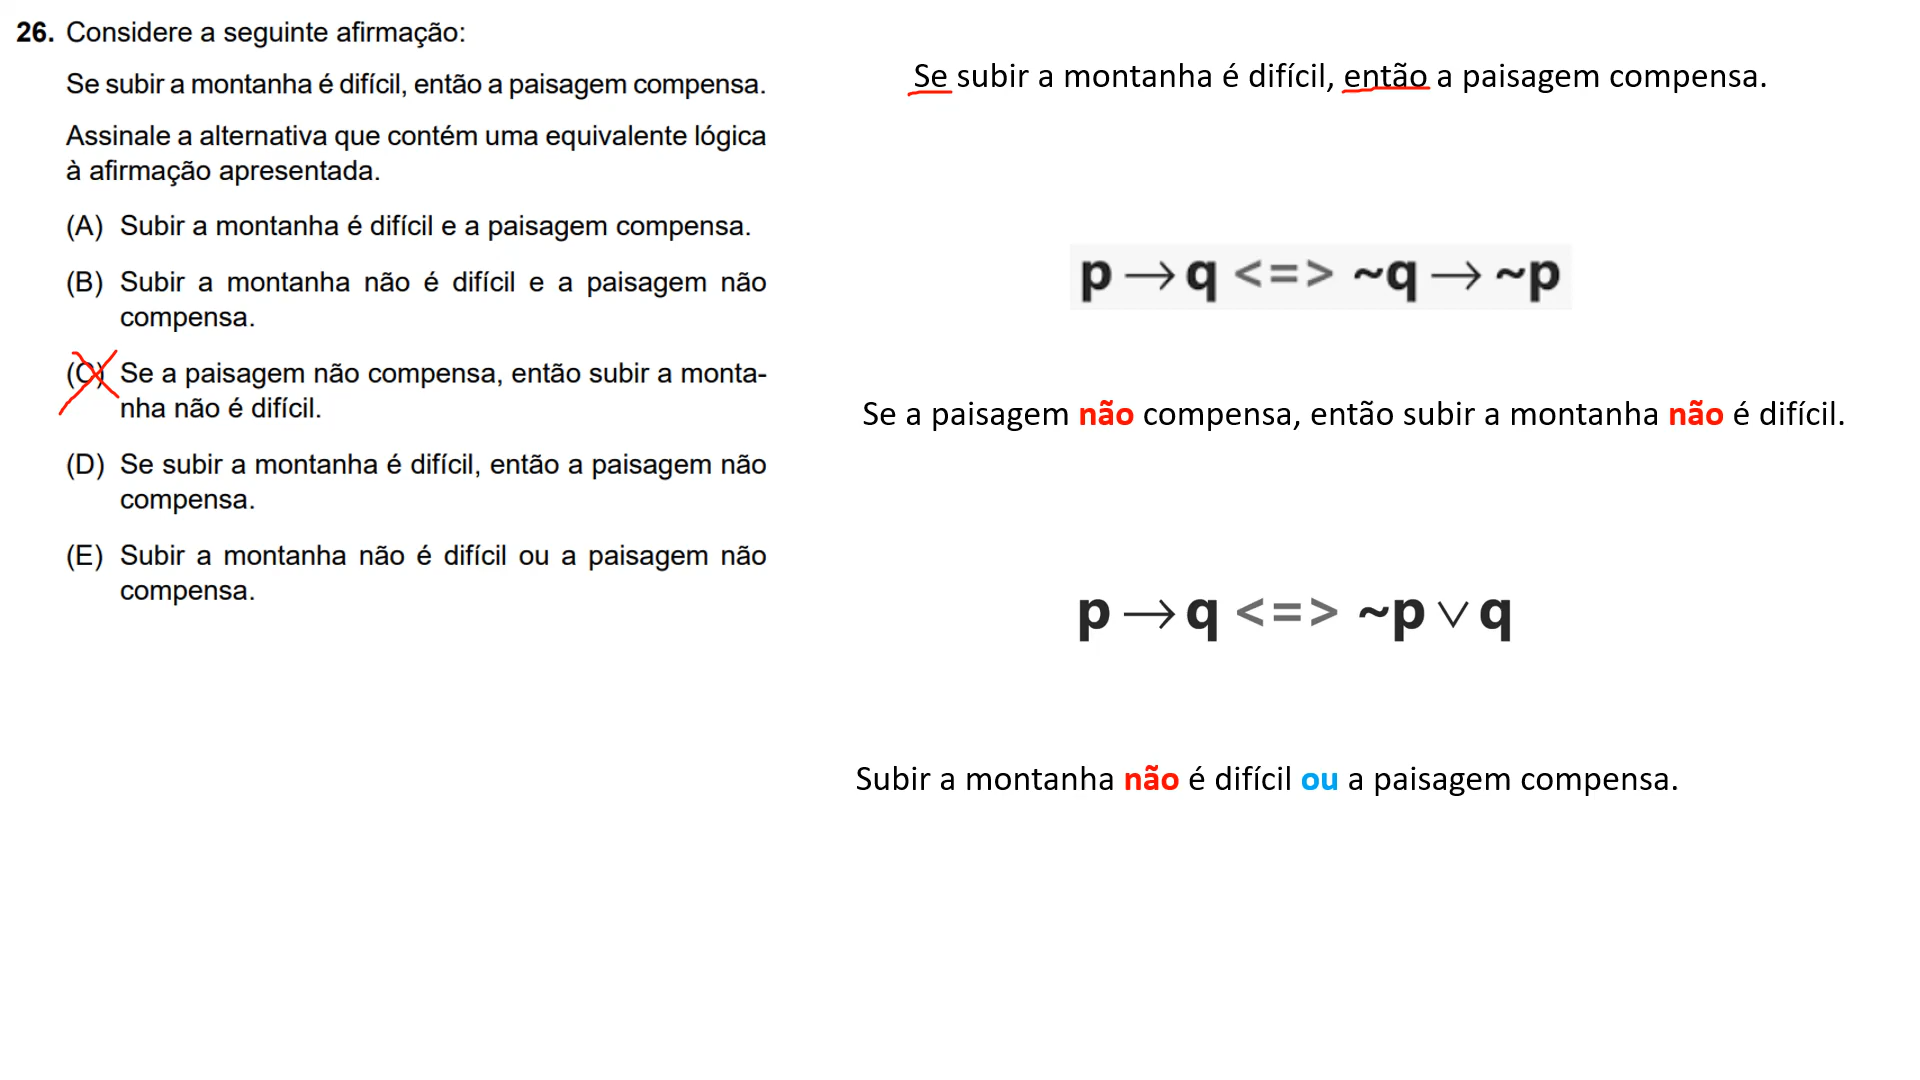 26. Considere a seguinte afirmação:
Se subir a montanha é difícil, então a paisagem compensa.
Assinale a alternativa que contém uma equivalente lógica
à afirmação apresentada.
(A) Subir a montanha é difícil e a paisagem compensa.
(B) Subir a montanha não é difícil e a paisagem não
compensa.
(C) Se a paisagem não compensa, então subir a monta-
nha não é difícil.
(D) Se subir a montanha é difícil, então a paisagem não
compensa.
(E) Subir a montanha não é difícil ou a paisagem não
compensa.
Se subir a montanha é difícil, então a paisagem compensa.
p → q <=> ~q → ~p
Se a paisagem não compensa, então subir a montanha não é difícil.
p → q <=> ~p ∨ q
Subir a montanha não é difícil ou a paisagem compensa.